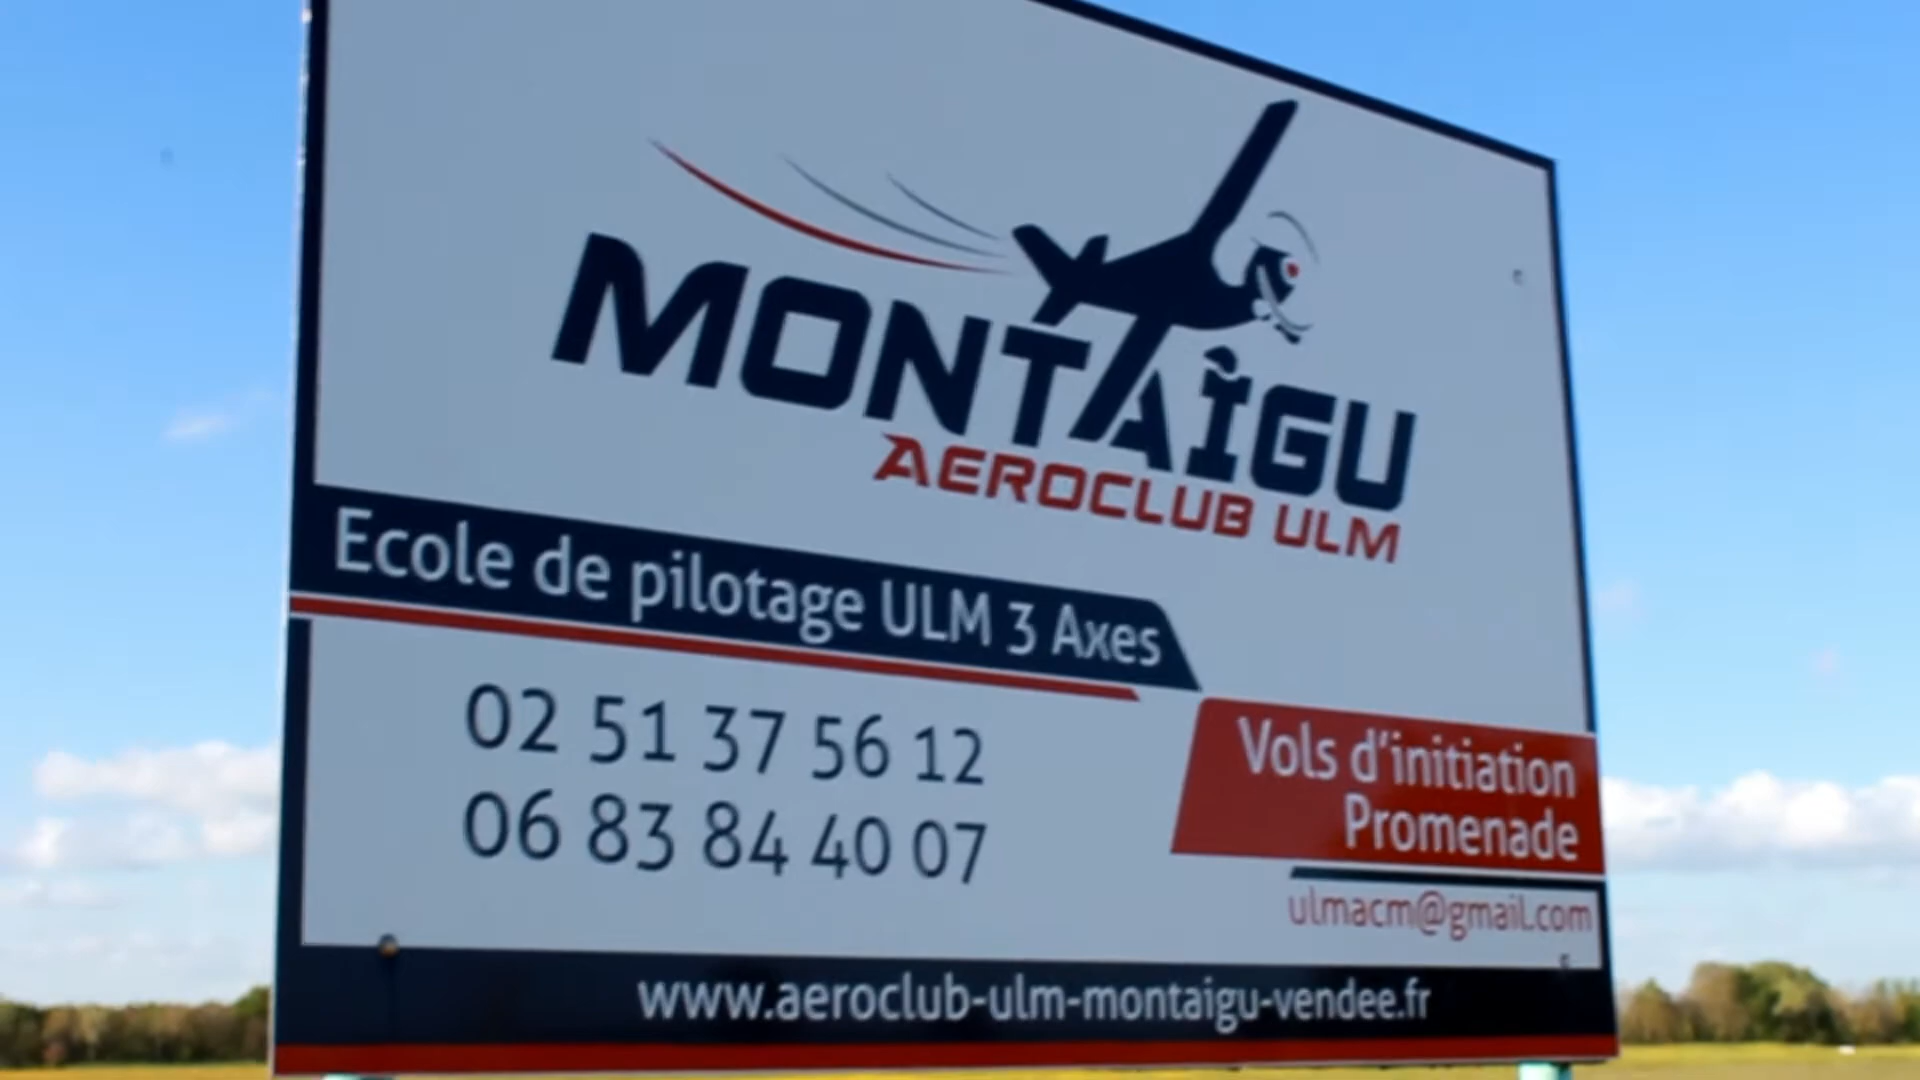 MONTAIGU
AEROCLUB ULM
Ecole de pilotage ULM 3 Axes
02 51 37 56 12
06 83 84 40 07
Vols d'initiation
Promenade
ulmacm@gmail.com
www.aeroclub-ulm-montaigu-vendee.fr